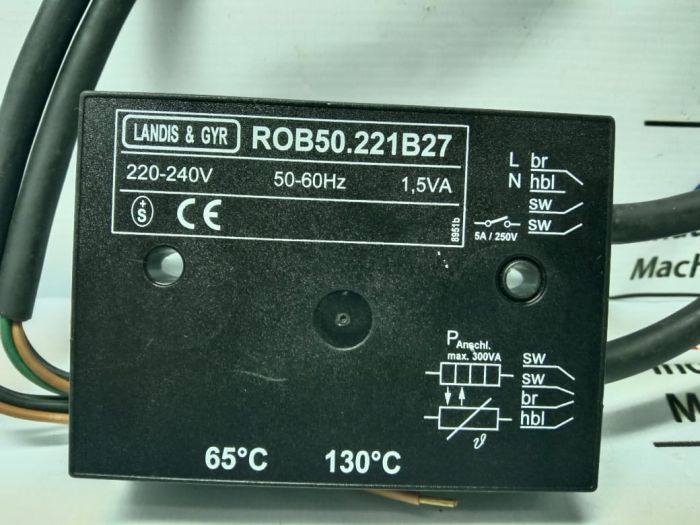 LANDIS & GYR ROB50.221B27
220-240V 50-60Hz 1,5VA
+
S
CE
8951b
L br
N hbl
sw
sw
5A / 250V
P Anschl.
max. 300VA
sw
sw
br
hbl
ϑ
65°C 130°C
Mach
M